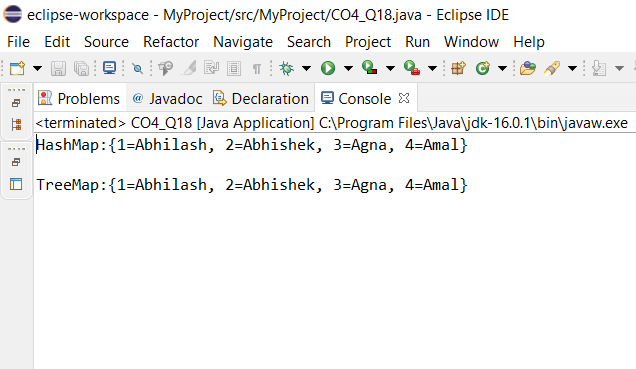 eclipse-workspace - MyProject/src/MyProject/CO4_Q18.java - Eclipse IDE
File Edit Source Refactor Navigate Search Project Run Window Help
Problems @ Javadoc Declaration Console
<terminated> CO4_Q18 [Java Application] C:\Program Files\Java\jdk-16.0.1\bin\javaw.exe
HashMap:{1=Abhilash, 2=Abhishek, 3=Agna, 4=Amal}
TreeMap:{1=Abhilash, 2=Abhishek, 3=Agna, 4=Amal}